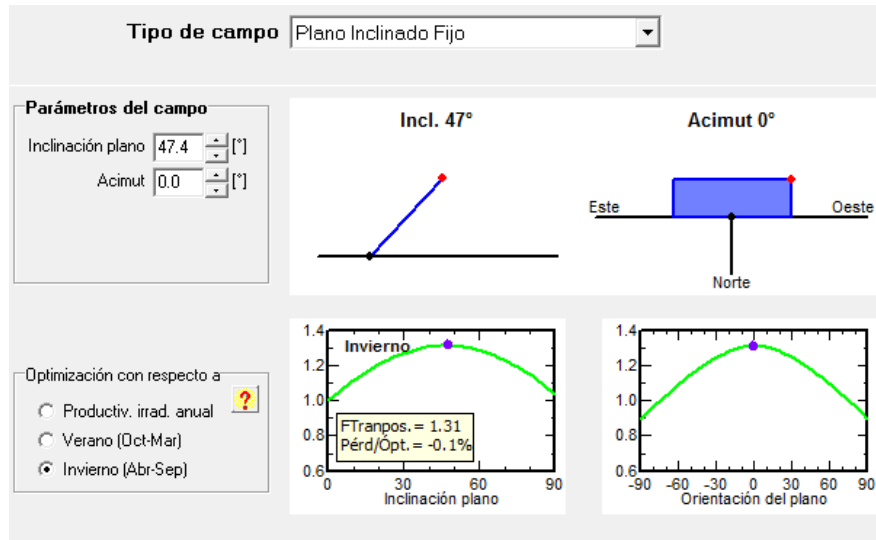 Tipo de campo Plano Inclinado Fijo
Parámetros del campo
Inclinación plano 47.4 [°]
Acimut 0.0 [°]
Incl. 47°
Acimut 0°
Este
Oeste
Norte
Optimización con respecto a
?
Productiv. irrad. anual
Verano (Oct-Mar)
Invierno (Abr-Sep)
1.4
1.2
1.0
0.8
0.6
Invierno
FTranpos. = 1.31
Pérd/Ópt. = -0.1%
0 30 60 90
Inclinación plano
1.4
1.2
1.0
0.8
0.6
-90 -60 -30 0 30 60 90
Orientación del plano